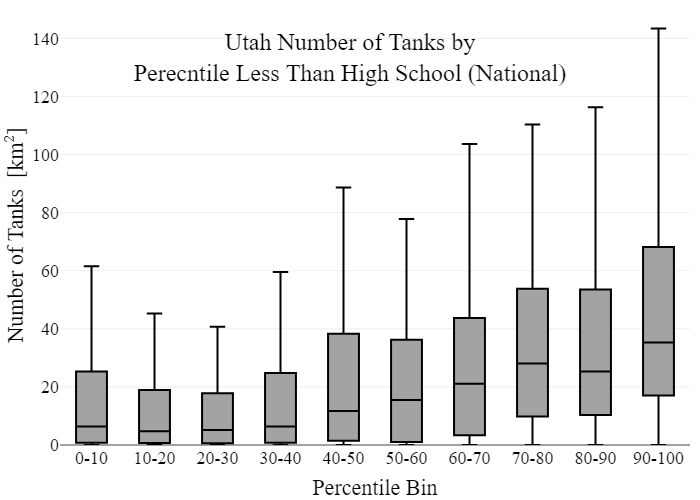 Utah Number of Tanks by
Perecntile Less Than High School (National)
Number of Tanks [km²]
140
120
100
80
60
40
20
0
0-10 10-20 20-30 30-40 40-50 50-60 60-70 70-80 80-90 90-100
Percentile Bin